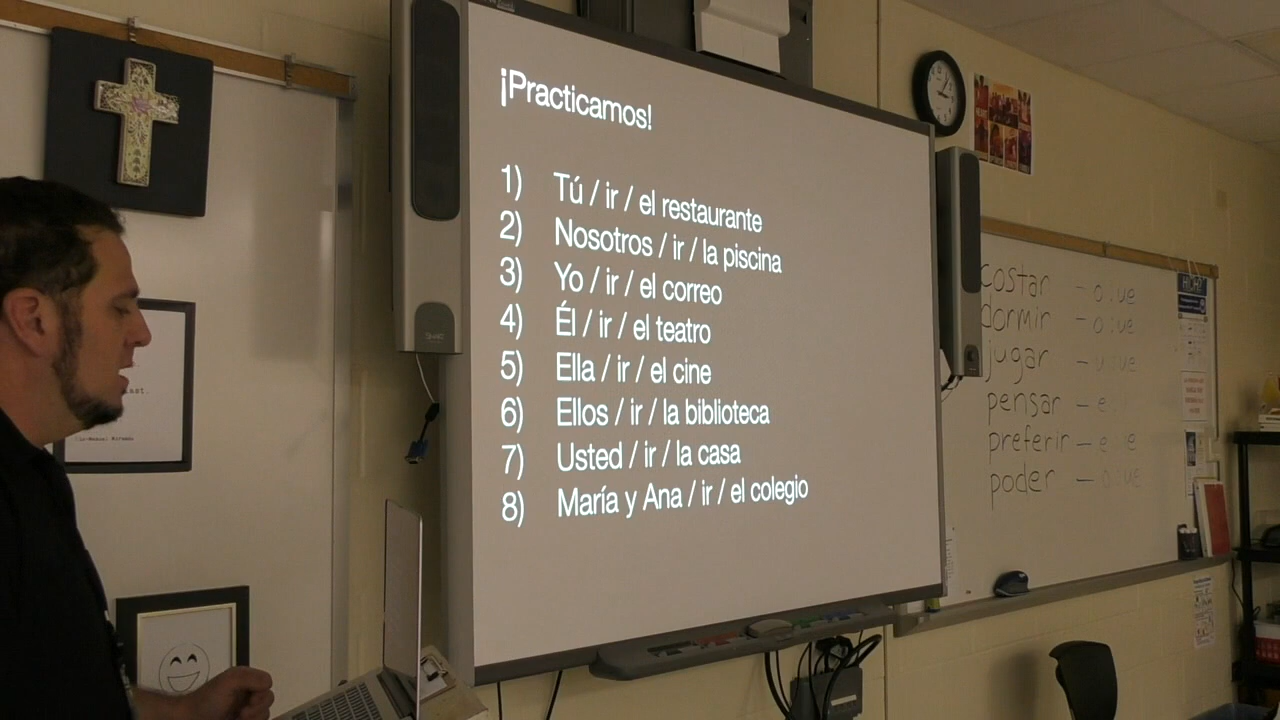 ¡Practicamos!
1) Tú / ir / el restaurante
2) Nosotros / ir / la piscina
3) Yo / ir / el correo
4) Él / ir / el teatro
5) Ella / ir / el cine
6) Ellos / ir / la biblioteca
7) Usted / ir / la casa
8) María y Ana / ir / el colegio
costar - o:ue
dormir - o:ue
jugar - u:ue
pensar - e
preferir - e e
poder - o:ue